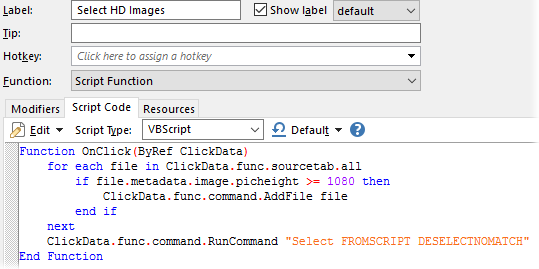 Label: Select HD Images Show label default
Tip:
Hotkey: Click here to assign a hotkey
Function: Script Function
Modifiers Script Code Resources
Edit Script Type: VBScript Default
Function OnClick(ByRef ClickData)
    for each file in ClickData.func.sourcetab.all
        if file.metadata.image.picheight >= 1080 then
            ClickData.func.command.AddFile file
        end if
    next
    ClickData.func.command.RunCommand "Select FROMSCRIPT DESELECTNOMATCH"
End Function